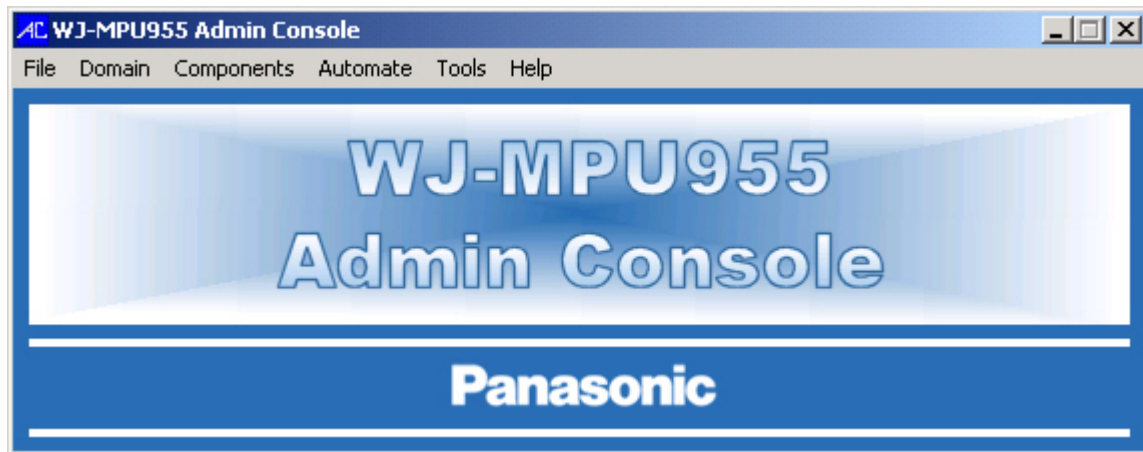 AC WJ-MPU955 Admin Console
File Domain Components Automate Tools Help
WJ-MPU955
Admin Console
Panasonic